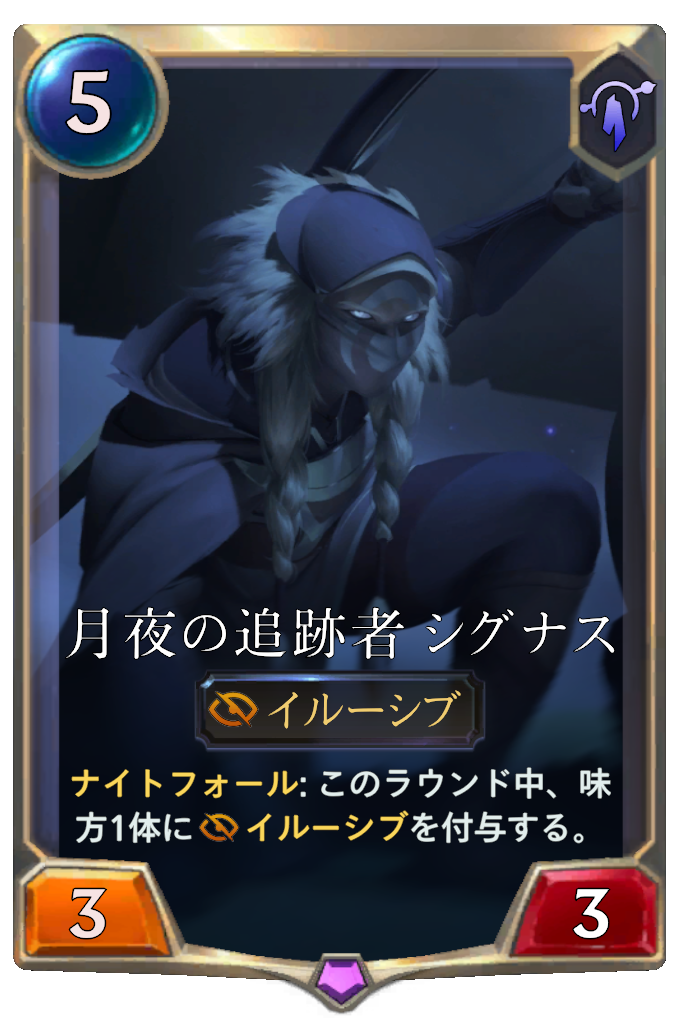 5
月夜の追跡者 シグナス
イルーシブ
ナイトフォール: このラウンド中、味
方1体に イルーシブを付与する。
3
3